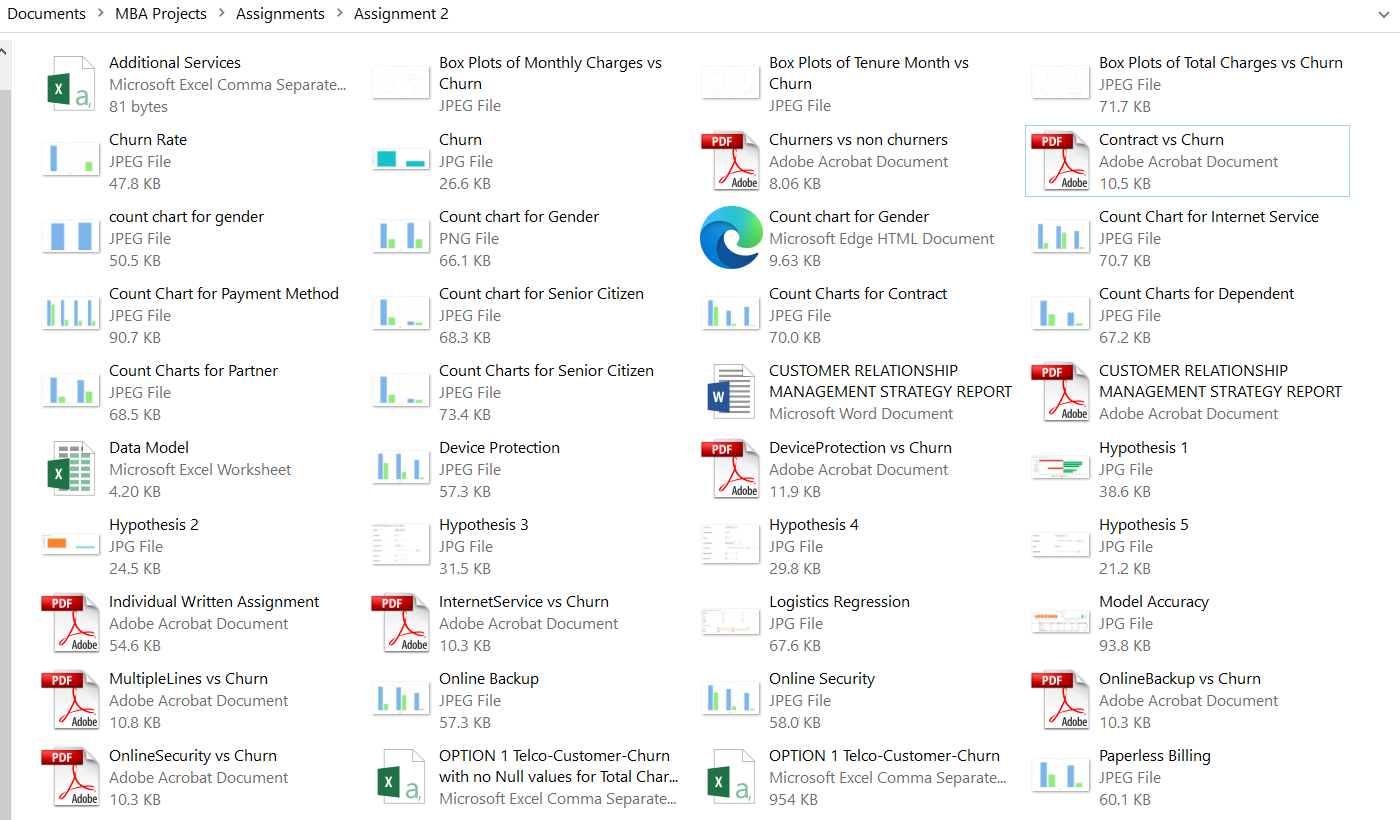 Documents > MBA Projects > Assignments > Assignment 2
Additional Services
Microsoft Excel Comma Separate...
81 bytes
Box Plots of Monthly Charges vs
Churn
JPEG File
Box Plots of Tenure Month vs
Churn
JPEG File
Box Plots of Total Charges vs Churn
JPEG File
71.7 KB
Churn Rate
JPEG File
47.8 KB
Churn
JPG File
26.6 KB
PDF
Adobe
Churners vs non churners
Adobe Acrobat Document
8.06 KB
PDF
Adobe
Contract vs Churn
Adobe Acrobat Document
10.5 KB
count chart for gender
JPEG File
50.5 KB
Count chart for Gender
PNG File
66.1 KB
Count chart for Gender
Microsoft Edge HTML Document
9.63 KB
Count Chart for Internet Service
JPEG File
70.7 KB
Count Chart for Payment Method
JPEG File
90.7 KB
Count chart for Senior Citizen
JPEG File
68.3 KB
Count Charts for Contract
JPEG File
70.0 KB
Count Charts for Dependent
JPEG File
67.2 KB
Count Charts for Partner
JPEG File
68.5 KB
Count Charts for Senior Citizen
JPEG File
73.4 KB
CUSTOMER RELATIONSHIP
MANAGEMENT STRATEGY REPORT
Microsoft Word Document
PDF
Adobe
CUSTOMER RELATIONSHIP
MANAGEMENT STRATEGY REPORT
Adobe Acrobat Document
Data Model
Microsoft Excel Worksheet
4.20 KB
Device Protection
JPEG File
57.3 KB
PDF
Adobe
DeviceProtection vs Churn
Adobe Acrobat Document
11.9 KB
Hypothesis 1
JPG File
38.6 KB
Hypothesis 2
JPG File
24.5 KB
Hypothesis 3
JPG File
31.5 KB
Hypothesis 4
JPG File
29.8 KB
Hypothesis 5
JPG File
21.2 KB
PDF
Adobe
Individual Written Assignment
Adobe Acrobat Document
54.6 KB
PDF
Adobe
InternetService vs Churn
Adobe Acrobat Document
10.3 KB
Logistics Regression
JPG File
67.6 KB
Model Accuracy
JPG File
93.8 KB
PDF
Adobe
MultipleLines vs Churn
Adobe Acrobat Document
10.8 KB
Online Backup
JPEG File
57.3 KB
Online Security
JPEG File
58.0 KB
PDF
Adobe
OnlineBackup vs Churn
Adobe Acrobat Document
10.3 KB
PDF
Adobe
OnlineSecurity vs Churn
Adobe Acrobat Document
10.3 KB
OPTION 1 Telco-Customer-Churn
with no Null values for Total Char...
Microsoft Excel Comma Separate...
OPTION 1 Telco-Customer-Churn
Microsoft Excel Comma Separate...
954 KB
Paperless Billing
JPEG File
60.1 KB